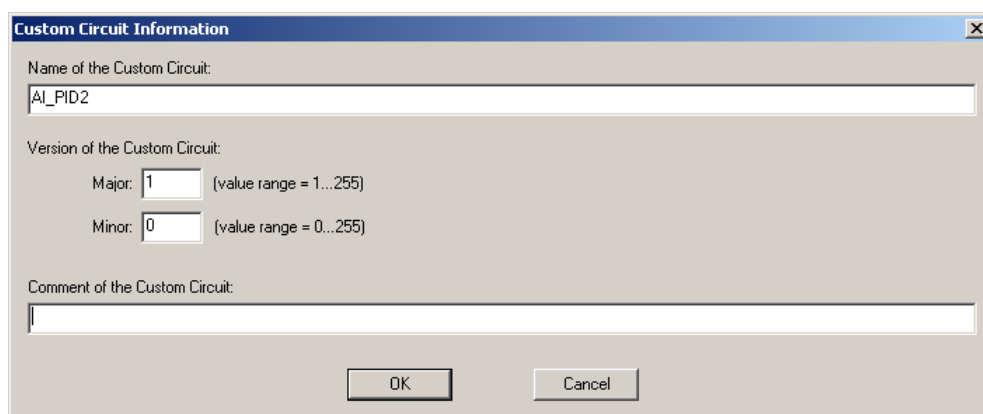 Custom Circuit Information
Name of the Custom Circuit:
AI_PID2
Version of the Custom Circuit:
Major: 1 (value range = 1...255)
Minor: 0 (value range = 0...255)
Comment of the Custom Circuit:
OK Cancel